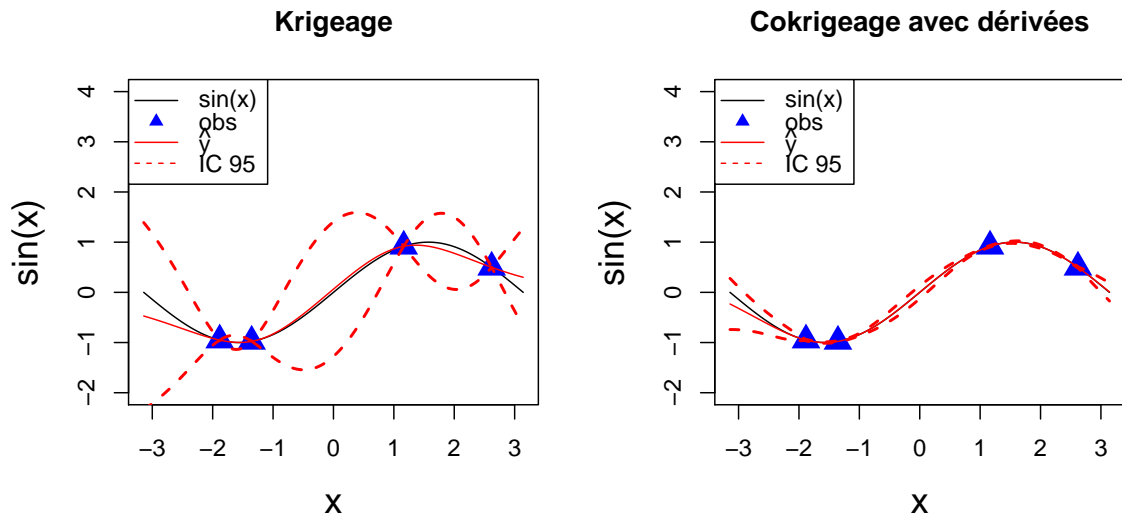 Krigeage
sin(x)
obs
ŷ
IC 95
4
3
2
1
0
−1
−2
sin(x)
−3 −2 −1 0 1 2 3
x
Cokrigeage avec dérivées
sin(x)
obs
ŷ
IC 95
4
3
2
1
0
−1
−2
sin(x)
−3 −2 −1 0 1 2 3
x